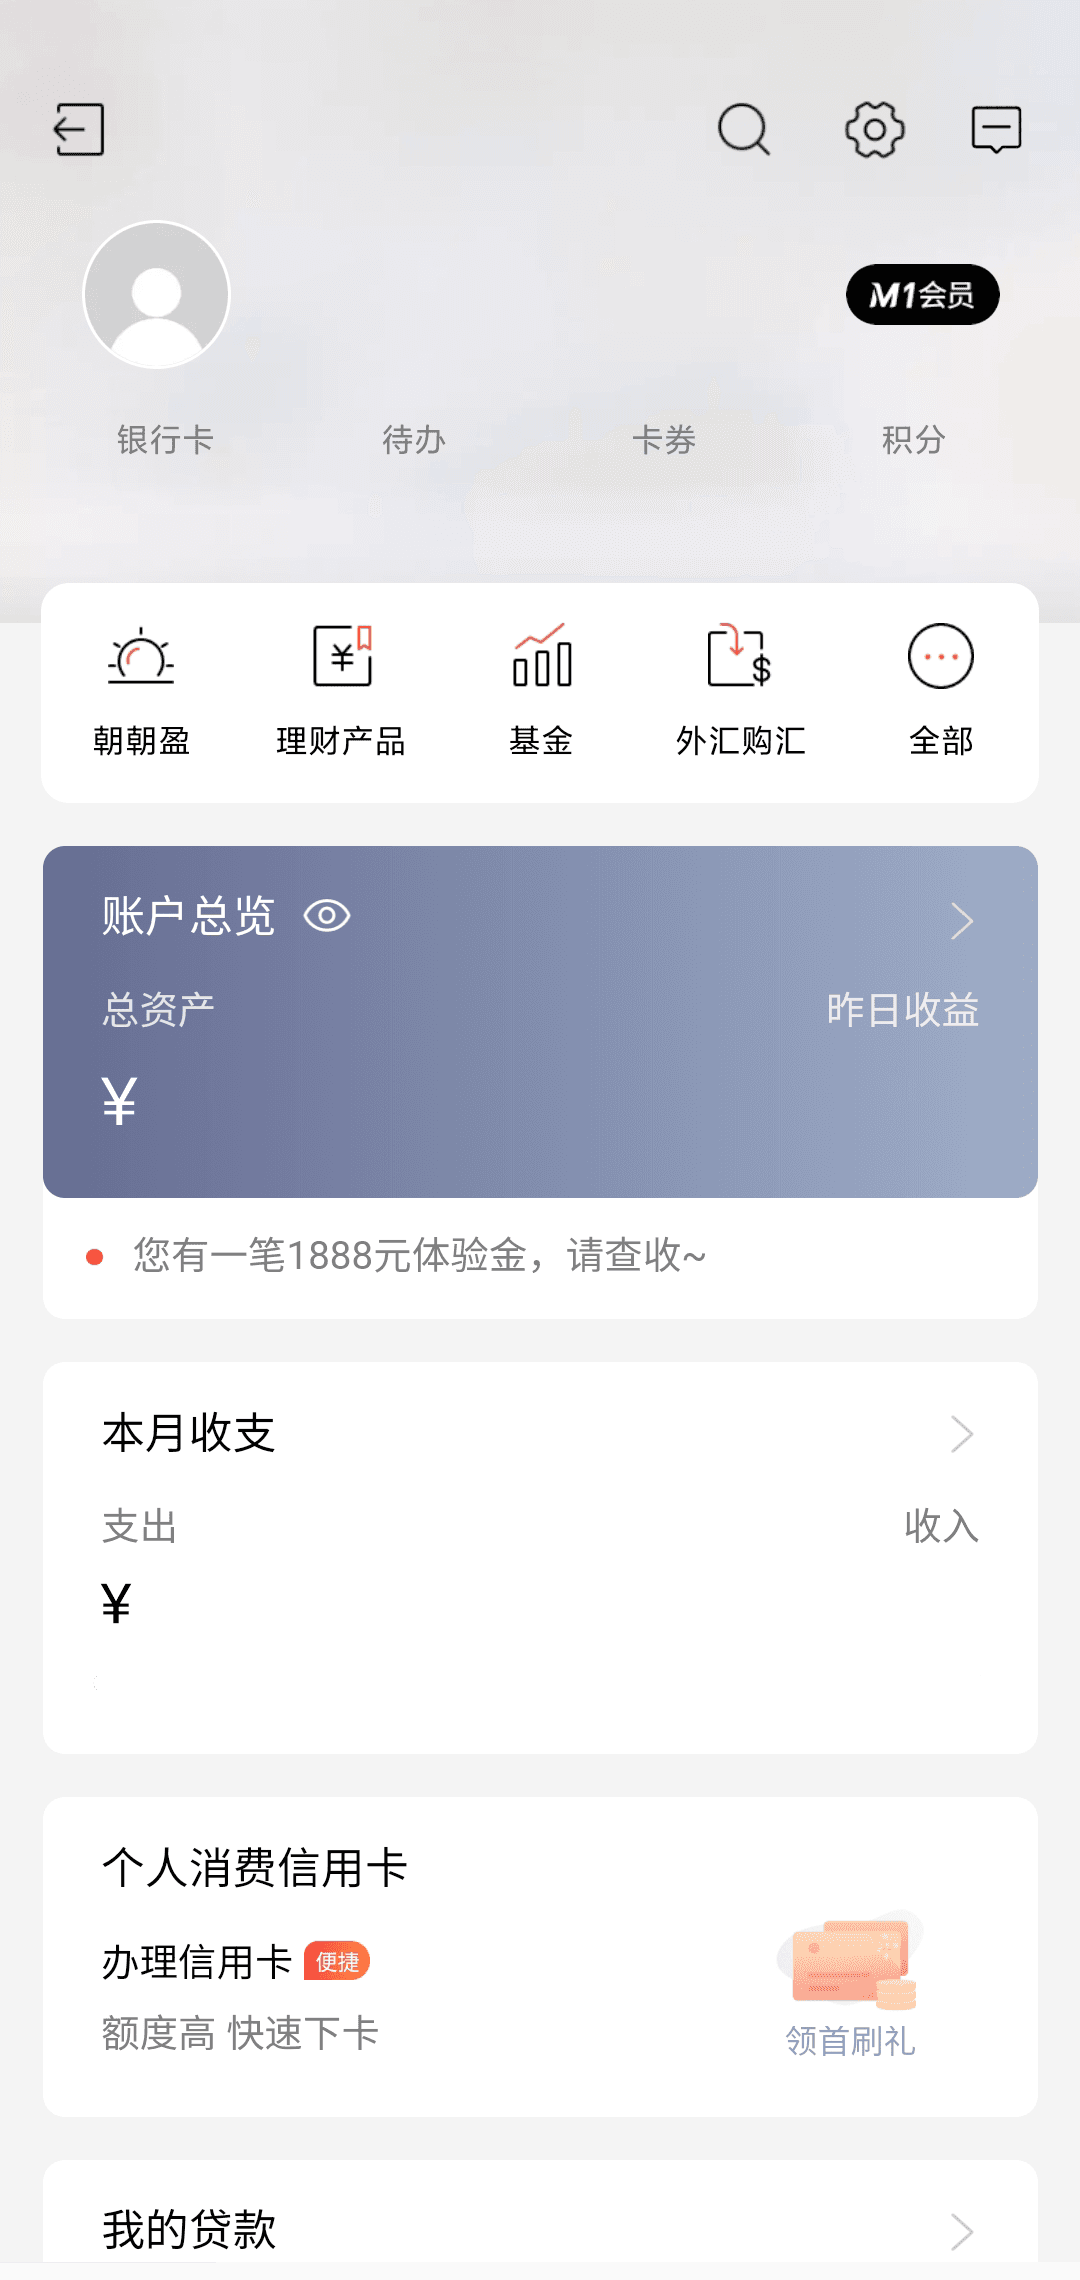 M1会员
银行卡 待办 卡券 积分
¥ $
朝朝盈 理财产品 基金 外汇购汇 全部
账户总览
总资产 昨日收益
¥
您有一笔1888元体验金，请查收~
本月收支
支出 收入
¥
个人消费信用卡
办理信用卡 便捷
额度高 快速下卡
领首刷礼
我的贷款